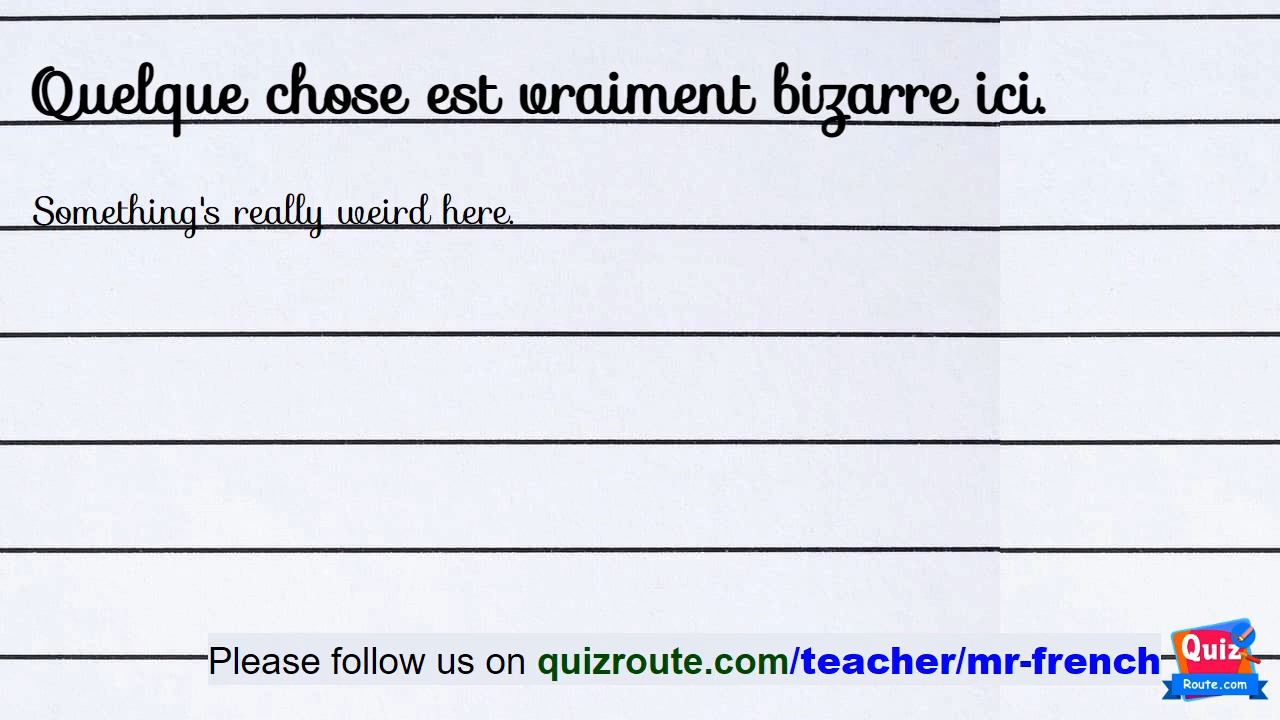 Quelque chose est vraiment bizarre ici.
Something's really weird here.
Please follow us on quizroute.com/teacher/mr-french
Quiz
Route.com